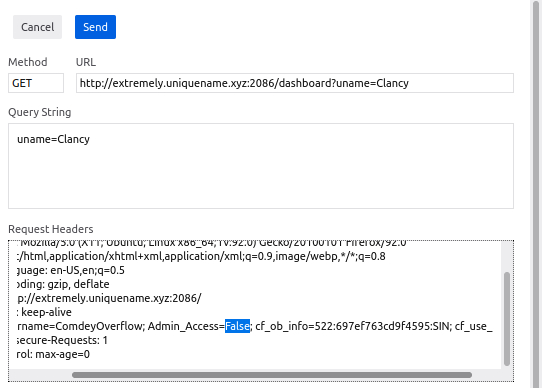 Cancel Send
Method URL
GET http://extremely.uniquename.xyz:2086/dashboard?uname=Clancy
Query String
uname=Clancy
Request Headers
Mozilla/5.0 (X11; Ubuntu; Linux x86_64; rv:92.0) Gecko/20100101 Firefox/92.0
:/html,application/xhtml+xml,application/xml;q=0.9,image/webp,*/*;q=0.8
guage: en-US,en;q=0.5
oding: gzip, deflate
p://extremely.uniquename.xyz:2086/
: keep-alive
rname=ComdeyOverflow; Admin_Access=False; cf_ob_info=522:697ef763cd9f4595:SIN; cf_use_
secure-Requests: 1
rol: max-age=0